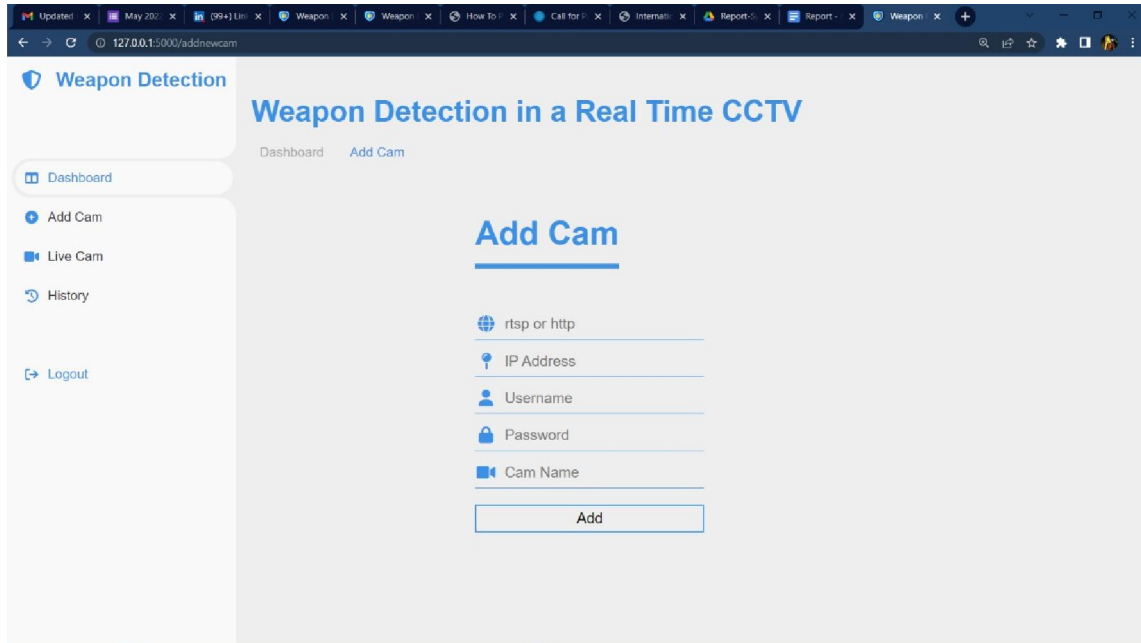 Updated May 202 (99+) Lin Weapon Weapon How To P Call for P Internati Report-S Report - Weapon
127.0.0.1:5000/addnewcam
Weapon Detection
Weapon Detection in a Real Time CCTV
Dashboard Add Cam
Dashboard
Add Cam
Live Cam
History
Logout
Add Cam
rtsp or http
IP Address
Username
Password
Cam Name
Add